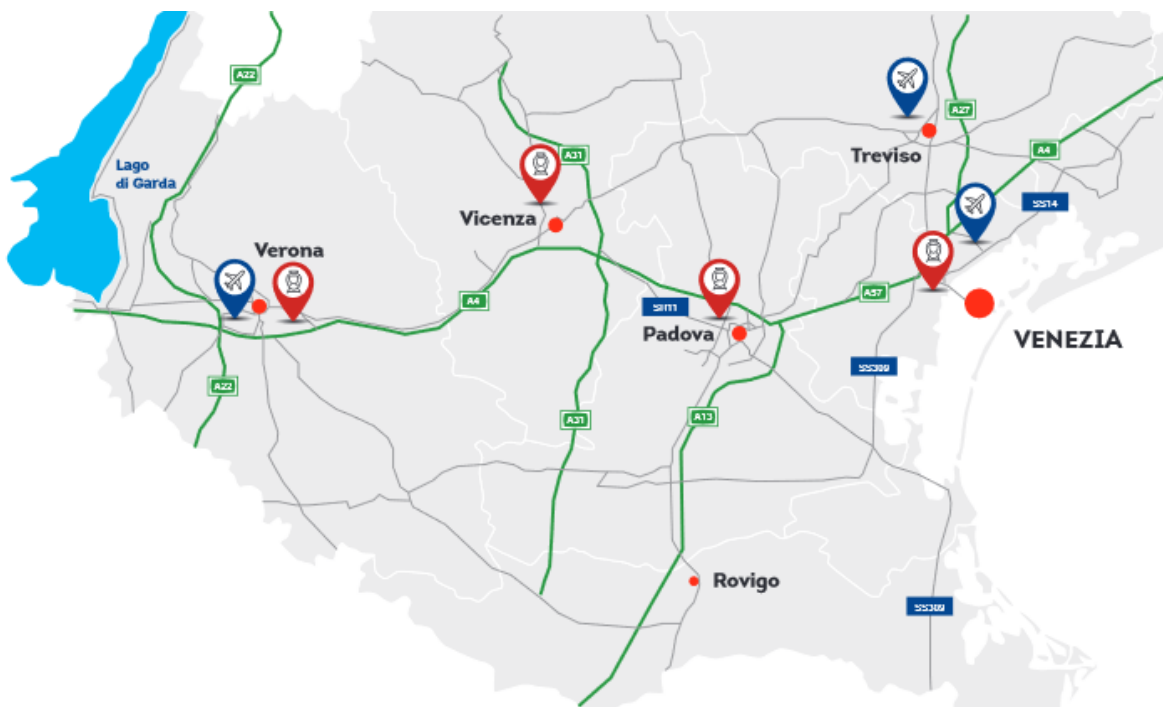 A22
A27
A31
A4
Treviso
Lago
di Garda
SS14
Vicenza
Verona
A57
A4
SR11
Padova
VENEZIA
SS309
A22
A31
A13
Rovigo
SS309